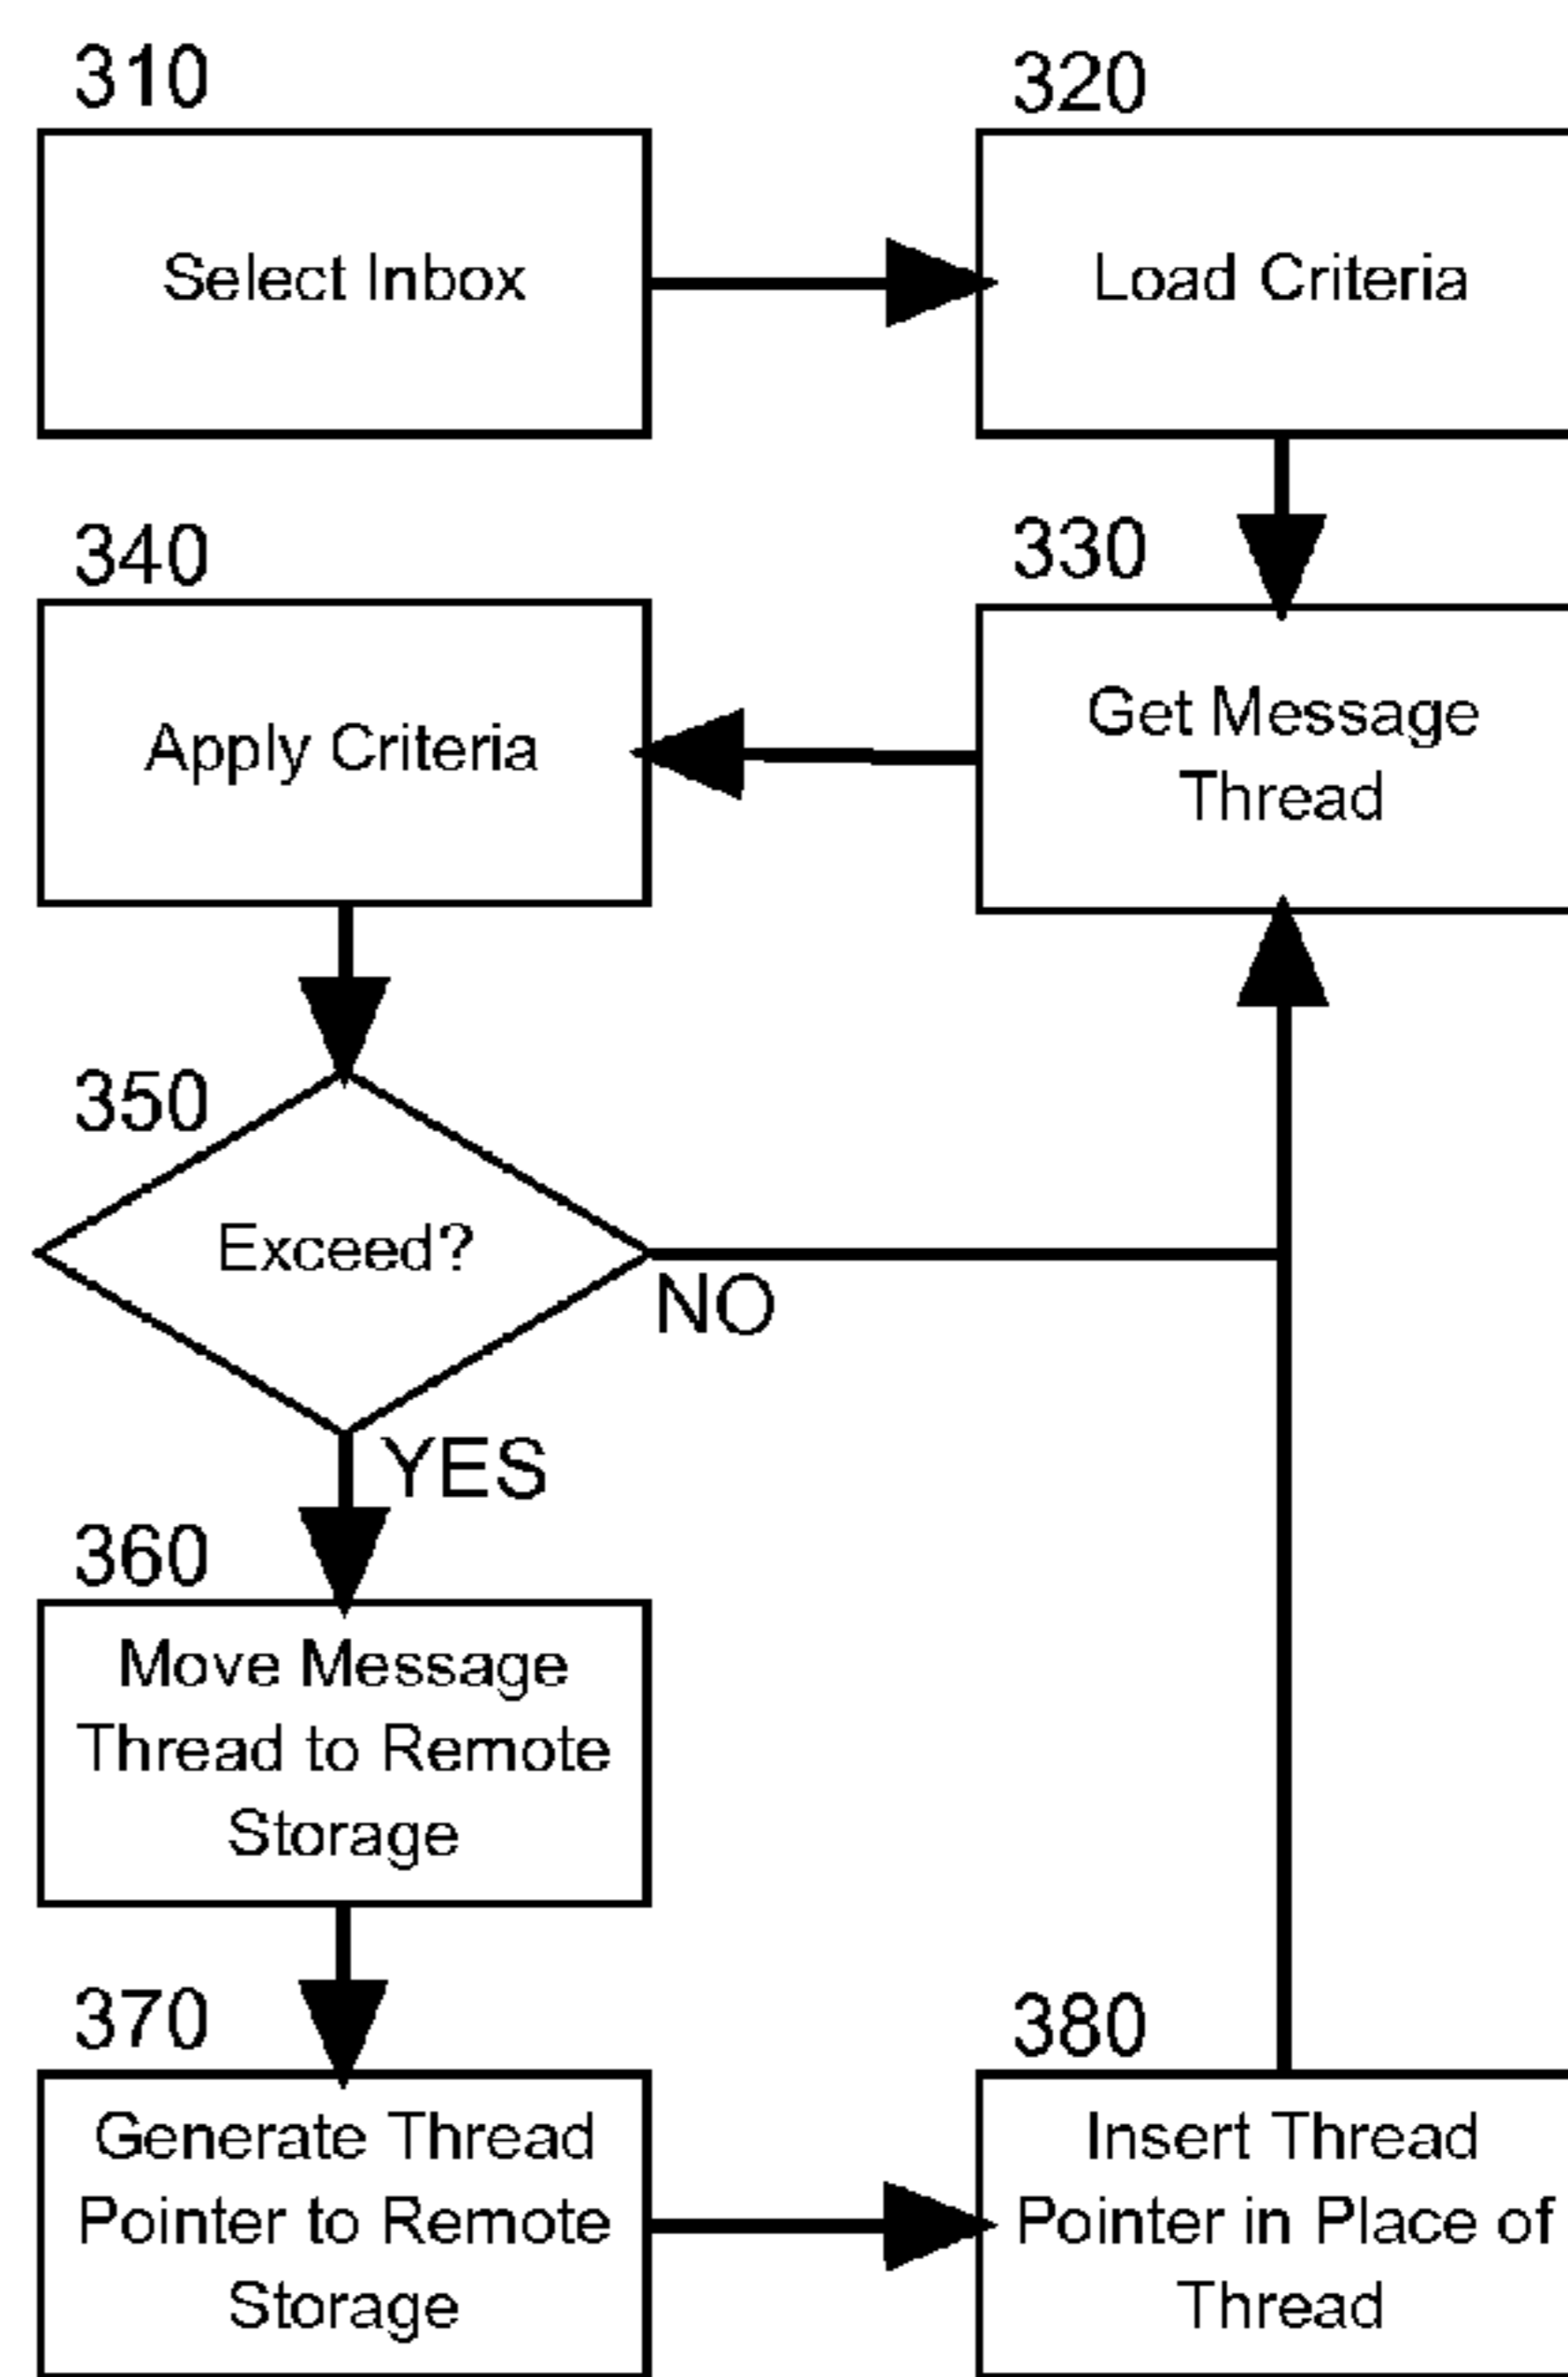 310
Select Inbox
320
Load Criteria
330
Get Message
Thread
340
Apply Criteria
350
Exceed?
NO
YES
360
Move Message
Thread to Remote
Storage
370
Generate Thread
Pointer to Remote
Storage
380
Insert Thread
Pointer in Place of
Thread